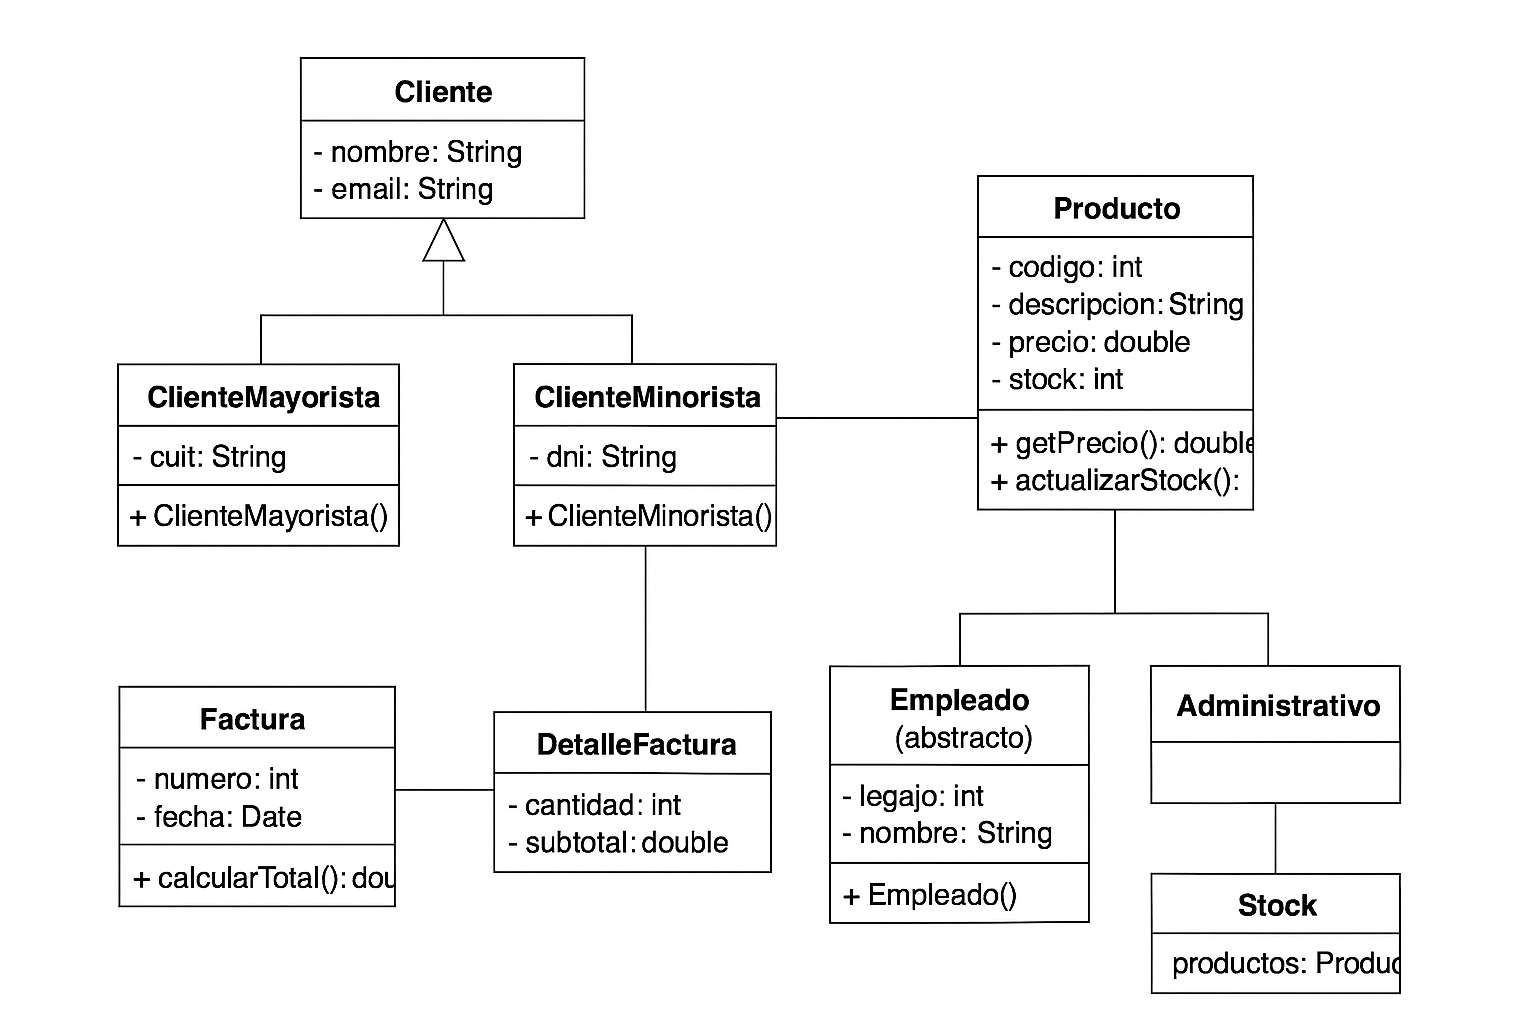 Cliente
- nombre: String
- email: String
Producto
- codigo: int
- descripcion: String
- precio: double
- stock: int
+ getPrecio(): double
+ actualizarStock():
ClienteMayorista
- cuit: String
+ ClienteMayorista()
ClienteMinorista
- dni: String
+ ClienteMinorista()
Factura
- numero: int
- fecha: Date
+ calcularTotal(): dou
DetalleFactura
- cantidad: int
- subtotal: double
Empleado
(abstracto)
- legajo: int
- nombre: String
+ Empleado()
Administrativo
Stock
productos: Produc